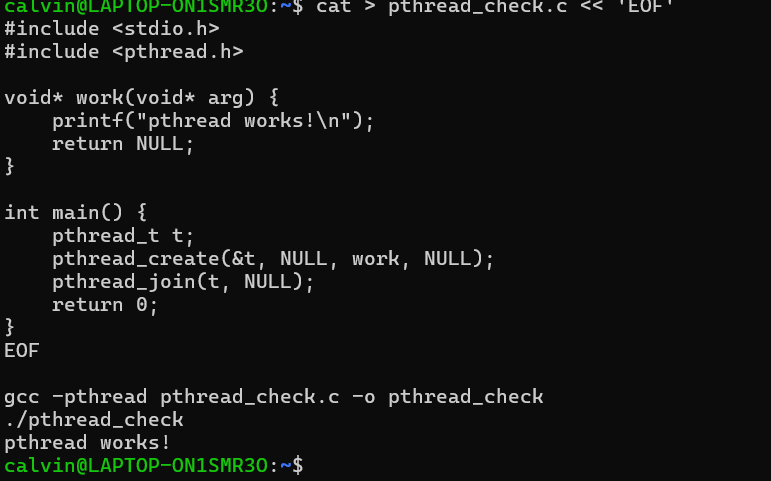 calvin@LAPTOP-ON1SMR3O:~$ cat > pthread_check.c << 'EOF'
#include <stdio.h>
#include <pthread.h>

void* work(void* arg) {
    printf("pthread works!\n");
    return NULL;
}

int main() {
    pthread_t t;
    pthread_create(&t, NULL, work, NULL);
    pthread_join(t, NULL);
    return 0;
}
EOF

gcc -pthread pthread_check.c -o pthread_check
./pthread_check
pthread works!
calvin@LAPTOP-ON1SMR3O:~$